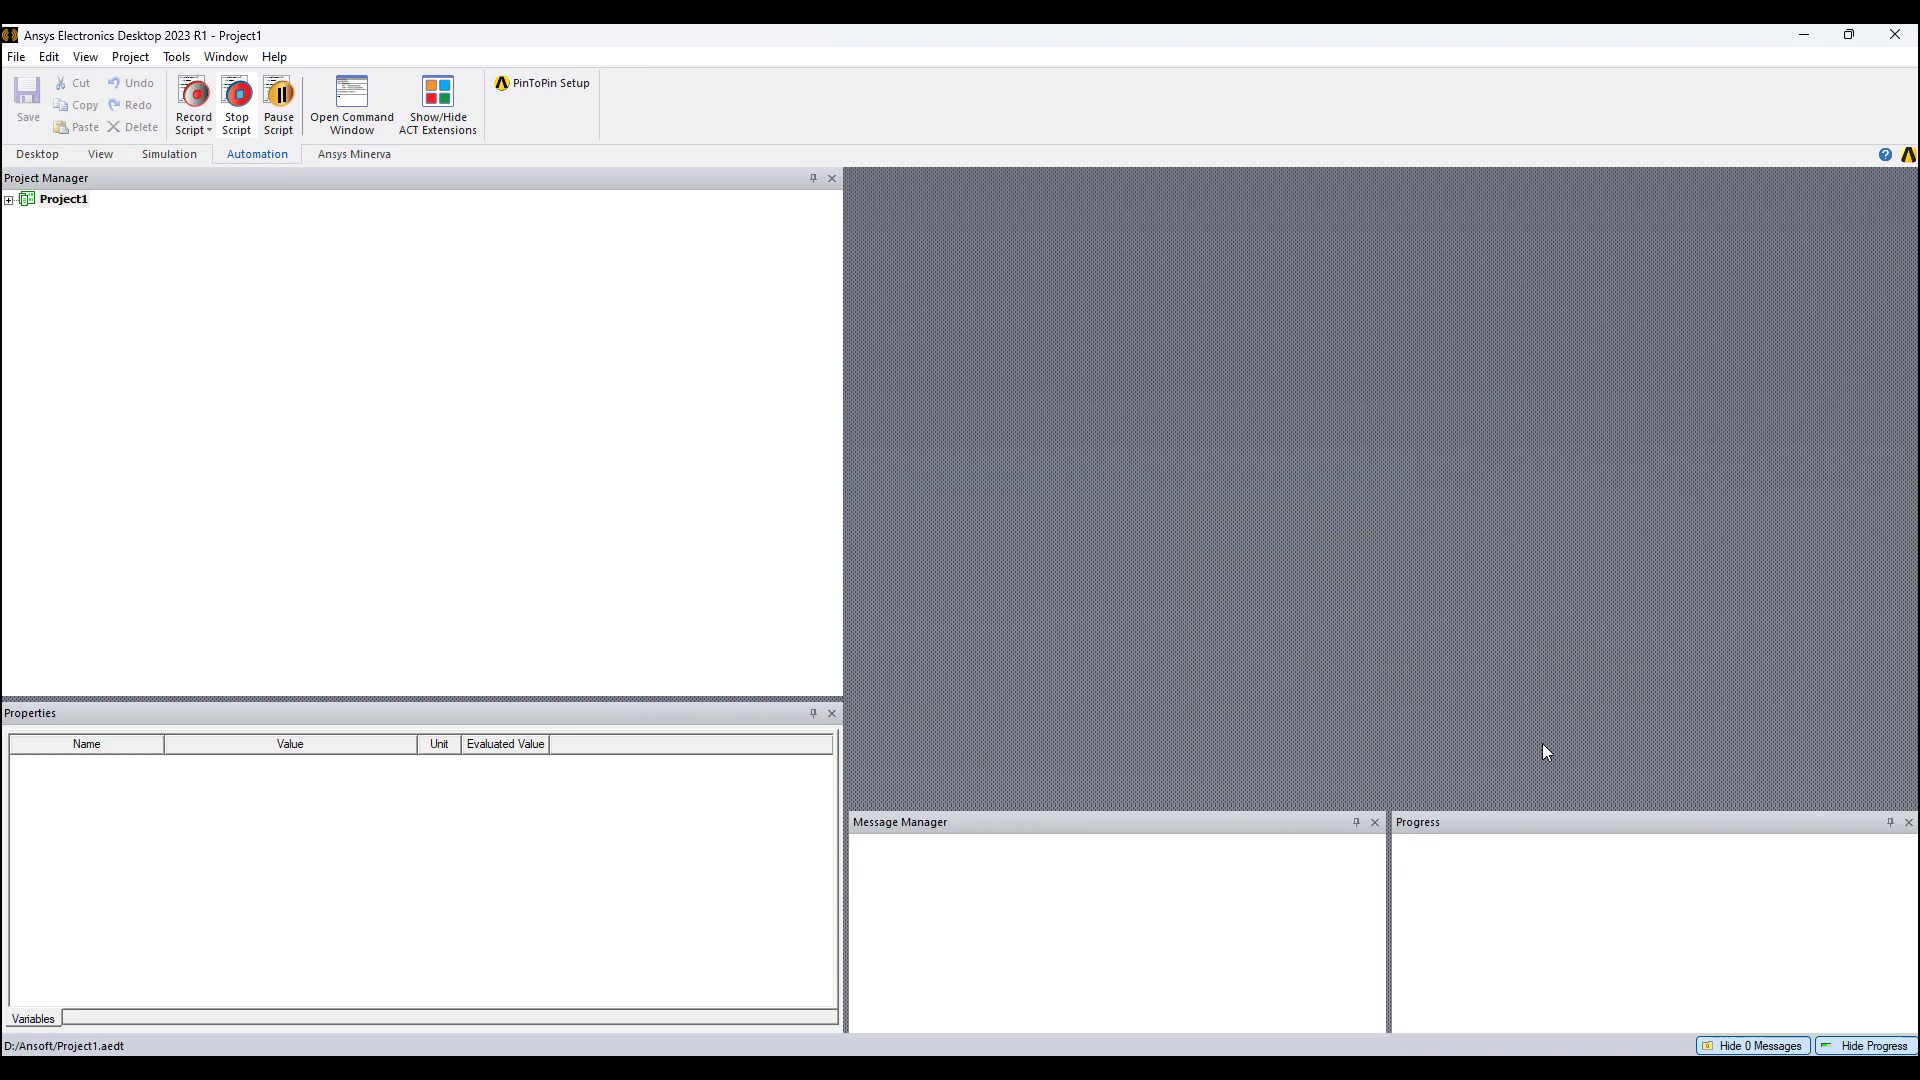 Ansys Electronics Desktop 2023 R1 - Project1
File Edit View Project Tools Window Help
Save
Cut
Copy
Paste
Undo
Redo
Delete
Record
Script
Stop
Script
Pause
Script
Open Command
Window
Show/Hide
ACT Extensions
PinToPin Setup
Desktop View Simulation Automation Ansys Minerva
Project Manager
Project1
Properties
Name Value Unit Evaluated Value
Variables
Message Manager
Progress
D:/Ansoft/Project1.aedt
Hide 0 Messages
Hide Progress